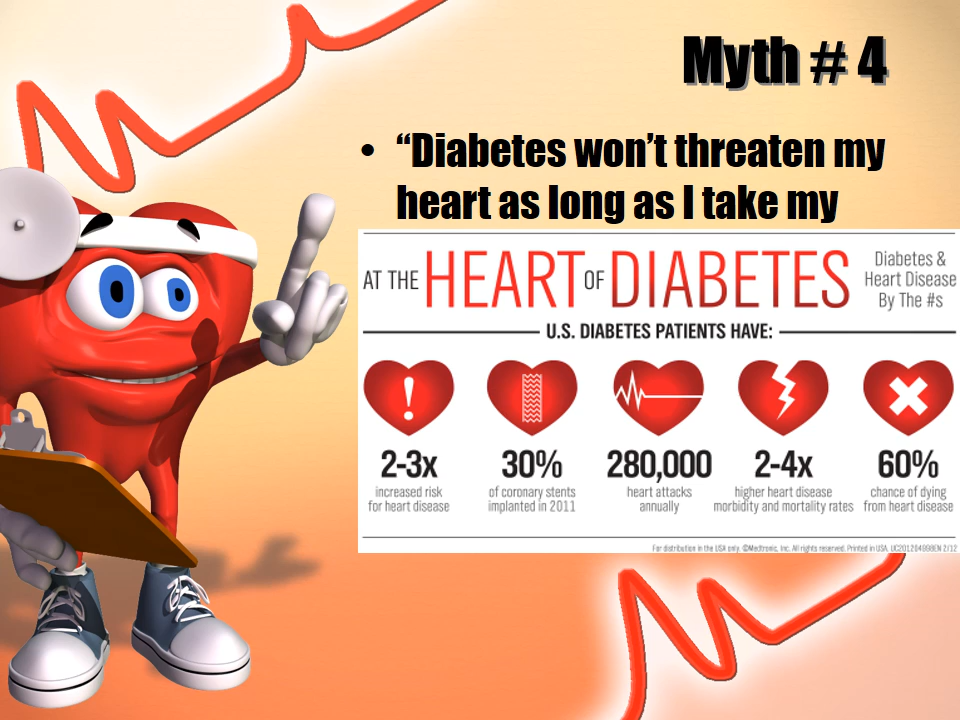 Myth # 4
• “Diabetes won’t threaten my
heart as long as I take my
AT THE HEART OF DIABETES
Diabetes &
Heart Disease
By The #s
U.S. DIABETES PATIENTS HAVE:
2-3x
increased risk
for heart disease
30%
of coronary stents
implanted in 2011
280,000
heart attacks
annually
2-4x
higher heart disease
morbidity and mortality rates
60%
chance of dying
from heart disease
For distribution in the USA only. ©Medtronic, Inc. All rights reserved. Printed in USA. 2/12